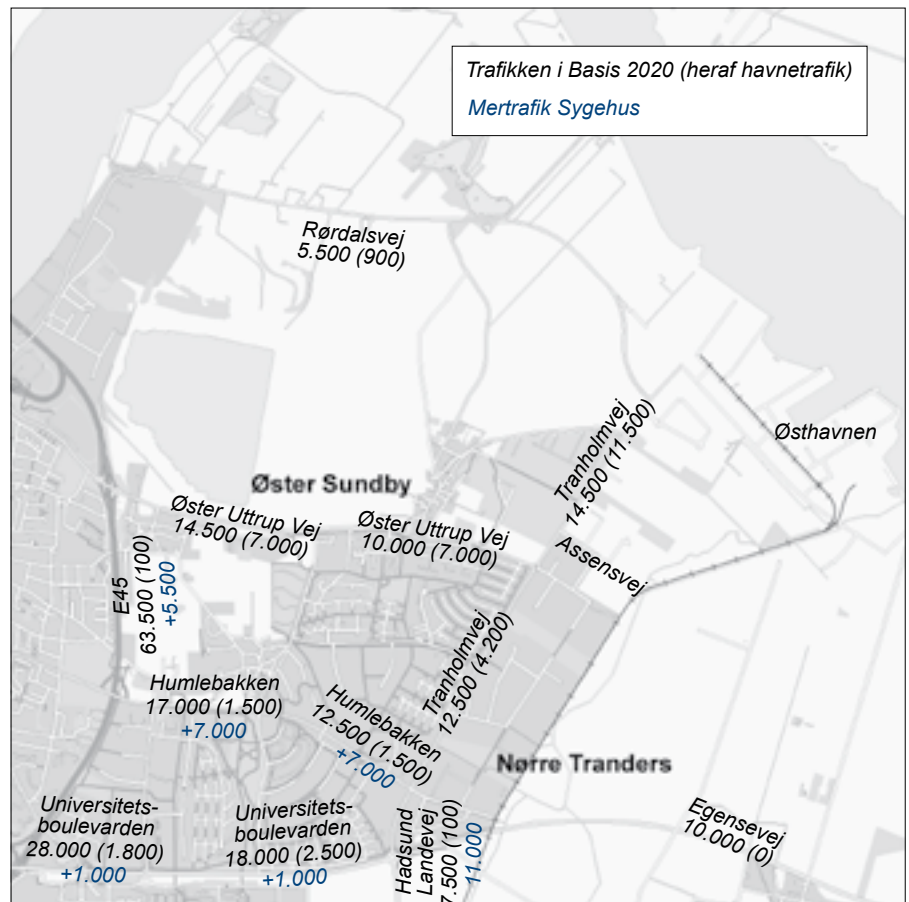 Trafikken i Basis 2020 (heraf havnetrafik)
Mertrafik Sygehus
Rørdalsvej
5.500 (900)
Østhavnen
Tranholmvej
14.500 (11.500)
Øster Sundby
Øster Uttrup Vej
14.500 (7.000)
Øster Uttrup Vej
10.000 (7.000)
Assensvej
E45
63.500 (100)
+5.500
Tranholmvej
12.500 (4.200)
Humlebakken
17.000 (1.500)
+7.000
Humlebakken
12.500 (1.500)
+7.000
Nørre Tranders
Universitets-
boulevarden
28.000 (1.800)
+1.000
Universitets-
boulevarden
18.000 (2.500)
+1.000
Hadsund
Landevej
7.500 (100)
11.000
Egensevej
10.000 (0)